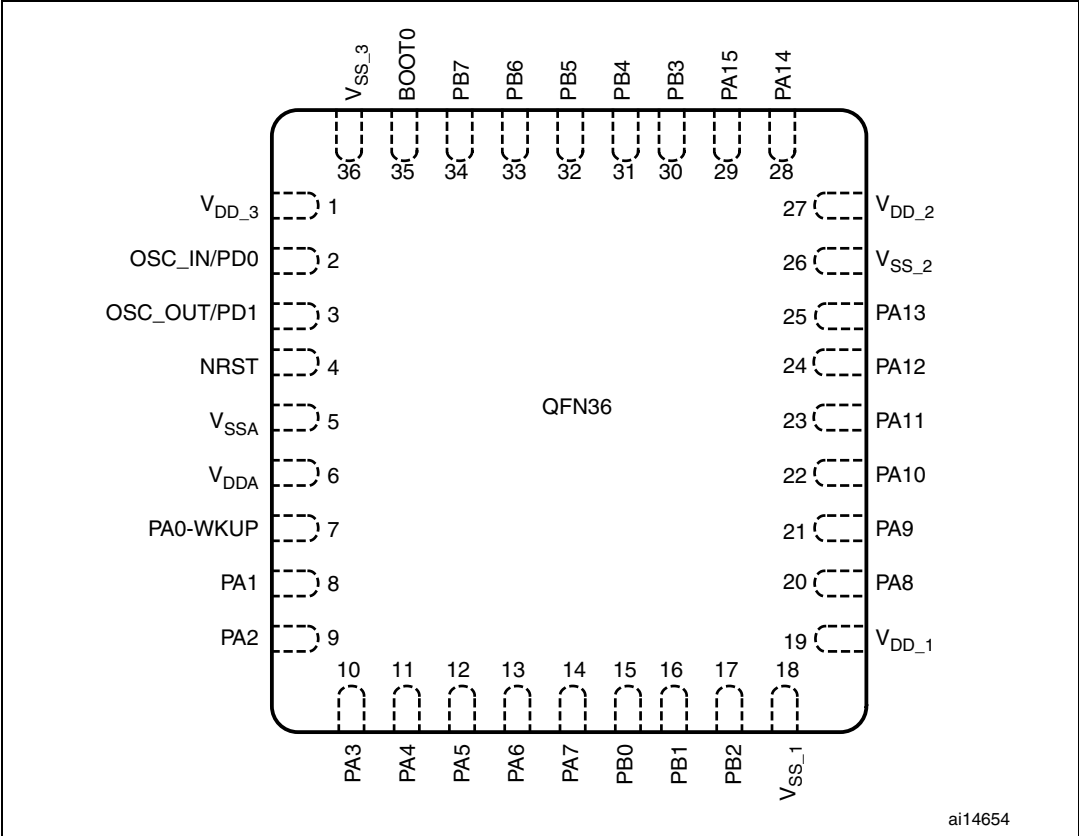 VSS_3 BOOT0 PB7 PB6 PB5 PB4 PB3 PA15 PA14
36 35 34 33 32 31 30 29 28
VDD_3 1 27 VDD_2
OSC_IN/PD0 2 26 VSS_2
OSC_OUT/PD1 3 25 PA13
NRST 4 24 PA12
QFN36
VSSA 5 23 PA11
VDDA 6 22 PA10
PA0-WKUP 7 21 PA9
PA1 8 20 PA8
PA2 9 19 VDD_1
10 11 12 13 14 15 16 17 18
PA3 PA4 PA5 PA6 PA7 PB0 PB1 PB2 VSS_1
ai14654